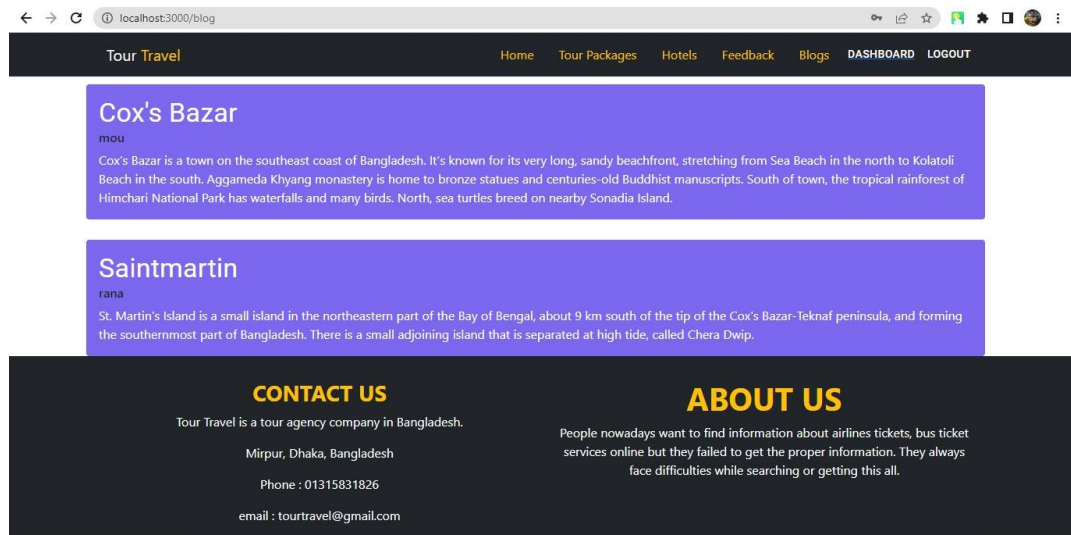 localhost:3000/blog
Tour Travel Home Tour Packages Hotels Feedback Blogs DASHBOARD LOGOUT
Cox's Bazar
mou
Cox's Bazar is a town on the southeast coast of Bangladesh. It's known for its very long, sandy beachfront, stretching from Sea Beach in the north to Kolatoli
Beach in the south. Aggameda Khyang monastery is home to bronze statues and centuries-old Buddhist manuscripts. South of town, the tropical rainforest of
Himchari National Park has waterfalls and many birds. North, sea turtles breed on nearby Sonadia Island.
Saintmartin
rana
St. Martin's Island is a small island in the northeastern part of the Bay of Bengal, about 9 km south of the tip of the Cox's Bazar-Teknaf peninsula, and forming
the southernmost part of Bangladesh. There is a small adjoining island that is separated at high tide, called Chera Dwip.
CONTACT US
Tour Travel is a tour agency company in Bangladesh.
Mirpur, Dhaka, Bangladesh
Phone : 01315831826
email : tourtravel@gmail.com
ABOUT US
People nowadays want to find information about airlines tickets, bus ticket
services online but they failed to get the proper information. They always
face difficulties while searching or getting this all.